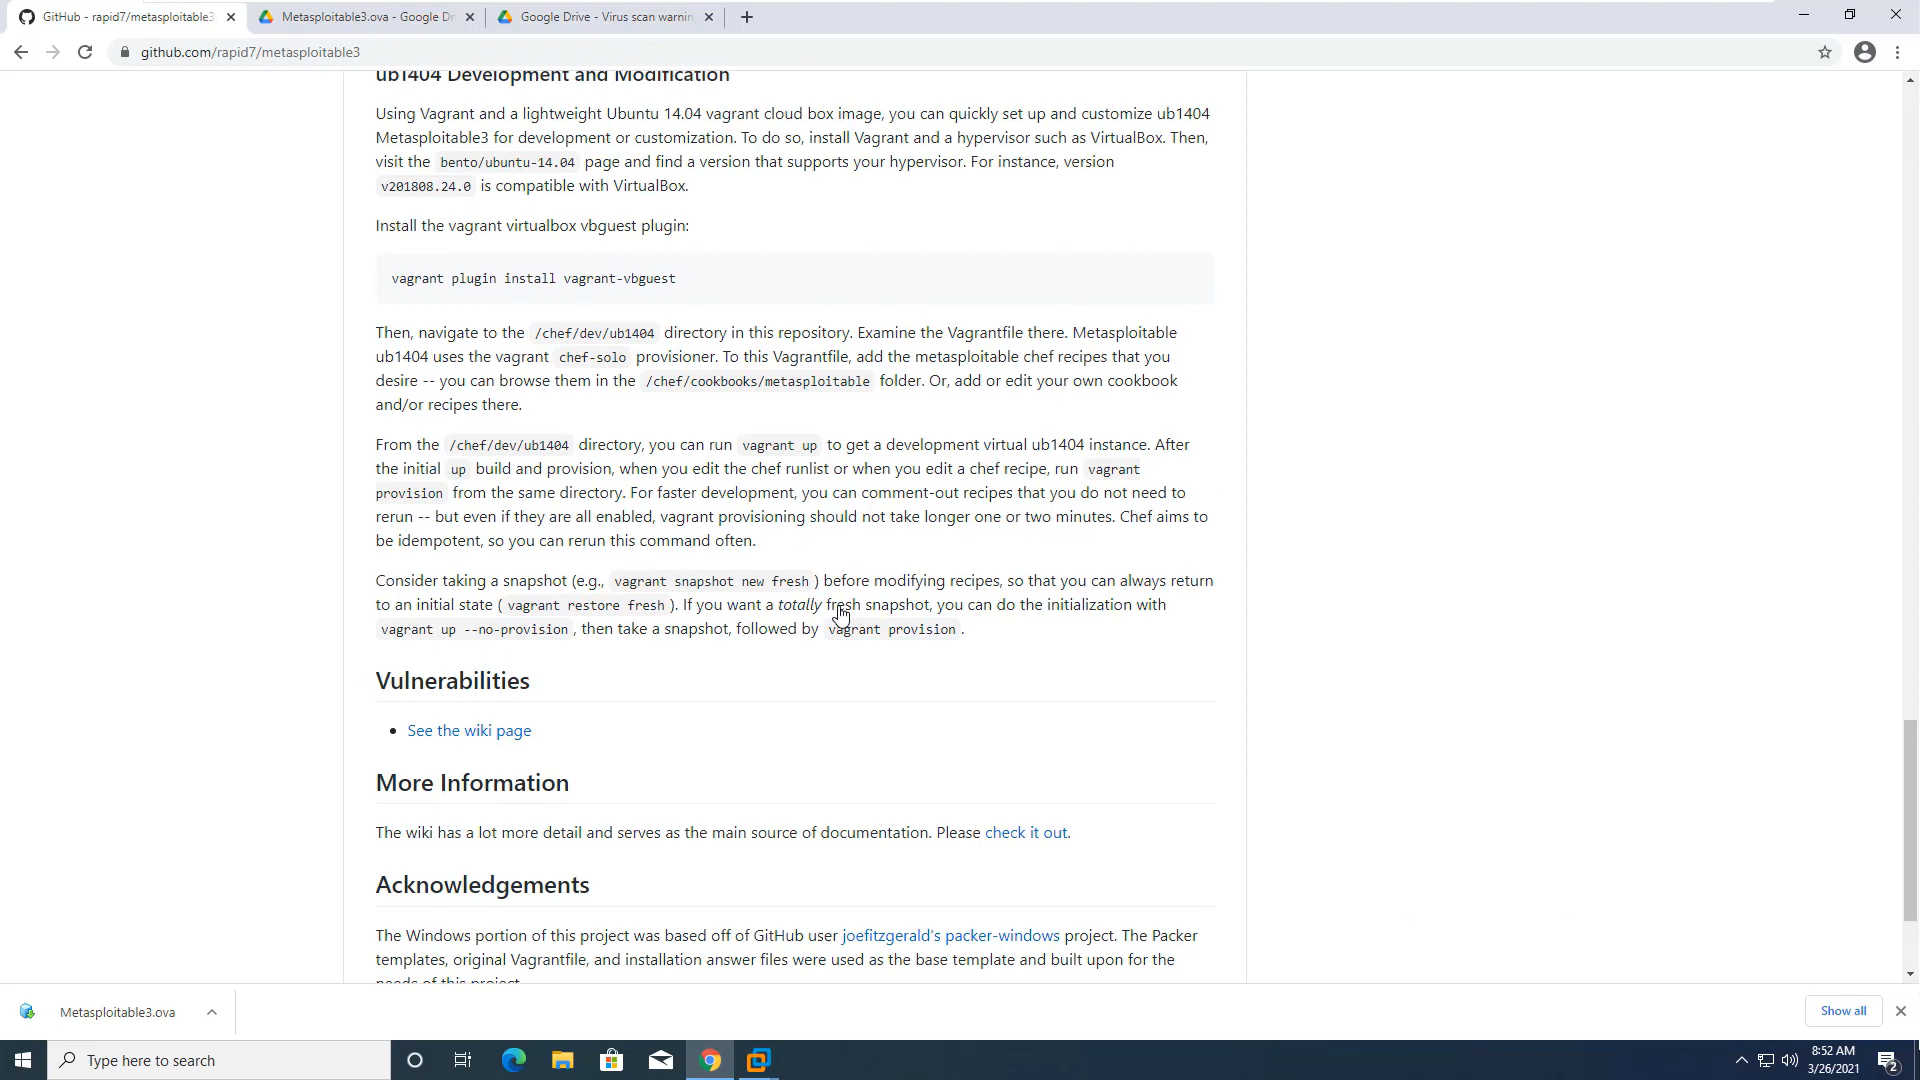 GitHub - rapid7/metasploitable3
Metasploitable3.ova - Google Dr
Google Drive - Virus scan warnin
github.com/rapid7/metasploitable3
ub1404 Development and Modification
Using Vagrant and a lightweight Ubuntu 14.04 vagrant cloud box image, you can quickly set up and customize ub1404
Metasploitable3 for development or customization. To do so, install Vagrant and a hypervisor such as VirtualBox. Then,
visit the bento/ubuntu-14.04 page and find a version that supports your hypervisor. For instance, version
v201808.24.0 is compatible with VirtualBox.
Install the vagrant virtualbox vbguest plugin:
vagrant plugin install vagrant-vbguest
Then, navigate to the /chef/dev/ub1404 directory in this repository. Examine the Vagrantfile there. Metasploitable
ub1404 uses the vagrant chef-solo provisioner. To this Vagrantfile, add the metasploitable chef recipes that you
desire -- you can browse them in the /chef/cookbooks/metasploitable folder. Or, add or edit your own cookbook
and/or recipes there.
From the /chef/dev/ub1404 directory, you can run vagrant up to get a development virtual ub1404 instance. After
the initial up build and provision, when you edit the chef runlist or when you edit a chef recipe, run vagrant
provision from the same directory. For faster development, you can comment-out recipes that you do not need to
rerun -- but even if they are all enabled, vagrant provisioning should not take longer one or two minutes. Chef aims to
be idempotent, so you can rerun this command often.
Consider taking a snapshot (e.g., vagrant snapshot new fresh ) before modifying recipes, so that you can always return
to an initial state ( vagrant restore fresh ). If you want a totally fresh snapshot, you can do the initialization with
vagrant up --no-provision , then take a snapshot, followed by vagrant provision .
Vulnerabilities
• See the wiki page
More Information
The wiki has a lot more detail and serves as the main source of documentation. Please check it out.
Acknowledgements
The Windows portion of this project was based off of GitHub user joefitzgerald's packer-windows project. The Packer
templates, original Vagrantfile, and installation answer files were used as the base template and built upon for the
needs of this project.
Metasploitable3.ova
Show all
Type here to search
8:52 AM
3/26/2021
2